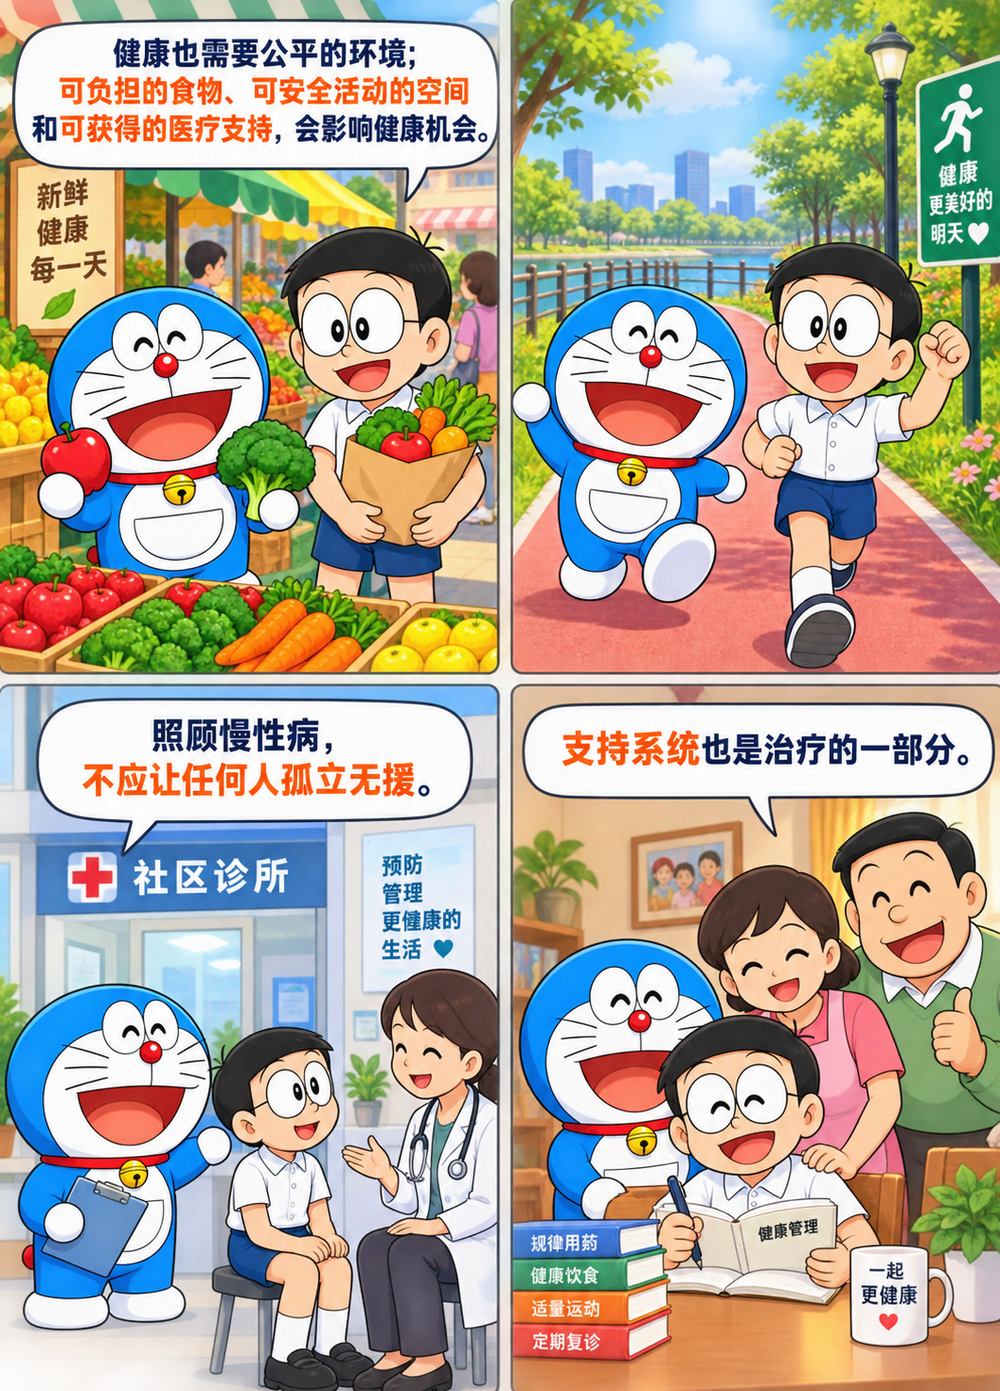 健康也需要公平的环境；
可负担的食物、可安全活动的空间
和可获得的医疗支持，会影响健康机会。
新鲜
健康
每一天
健康
更美好的
明天
照顾慢性病，
不应让任何人孤立无援。
社区诊所
预防
管理
更健康的
生活
支持系统也是治疗的一部分。
健康管理
规律用药
健康饮食
适量运动
定期复诊
一起
更健康